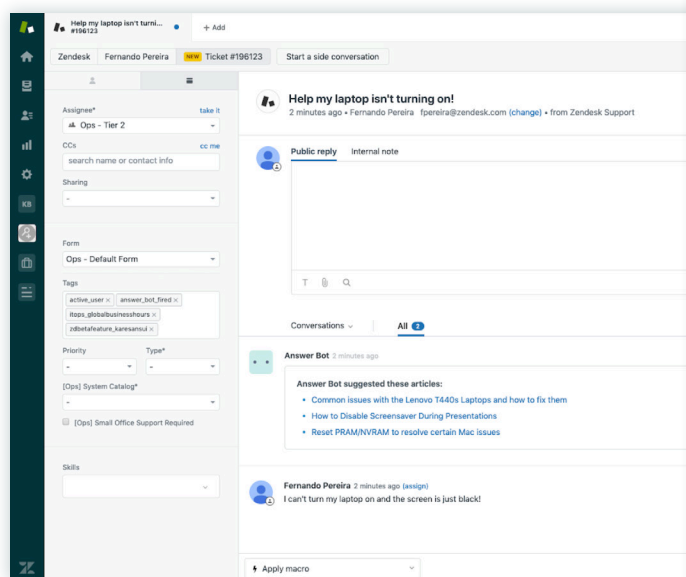 Help my laptop isn't turni...
#196123
+ Add
Zendesk
Fernando Pereira
NEW Ticket #196123
Start a side conversation
Assignee*
take it
Ops - Tier 2
CCs
cc me
search name or contact info
Sharing
-
Form
Ops - Default Form
Tags
active_user ×
answer_bot_fired ×
itops_globalbusinesshours ×
zdbetafeature_karesansui ×
Priority
Type*
-
-
[Ops] System Catalog*
-
[Ops] Small Office Support Required
Skills
KB
Help my laptop isn't turning on!
2 minutes ago • Fernando Pereira fpereira@zendesk.com (change) • from Zendesk Support
Public reply
Internal note
T
Conversations
All 2
Answer Bot 2 minutes ago
Answer Bot suggested these articles:
• Common issues with the Lenovo T440s Laptops and how to fix them
• How to Disable Screensaver During Presentations
• Reset PRAM/NVRAM to resolve certain Mac issues
Fernando Pereira 2 minutes ago (assign)
I can't turn my laptop on and the screen is just black!
Apply macro